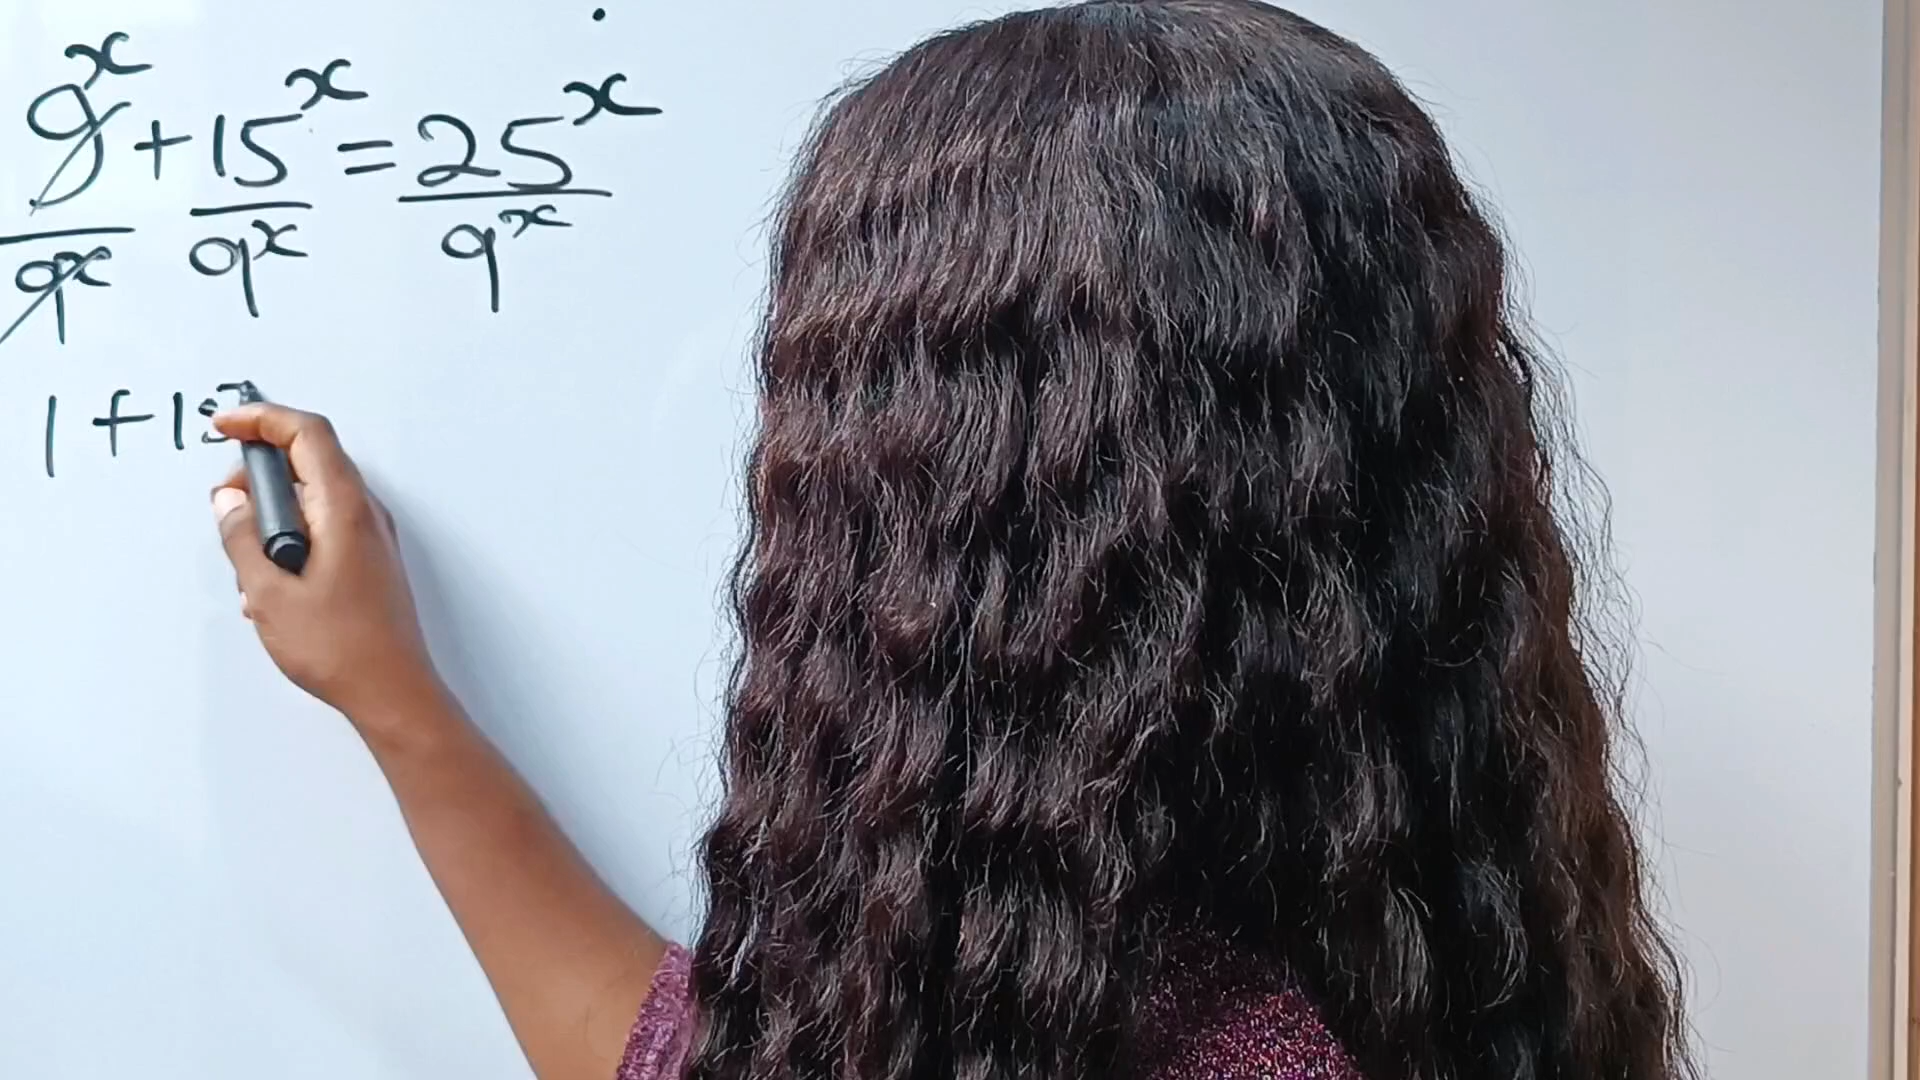 9^x + 15^x = 25^x
9^x 9^x 9^x
1 + 15